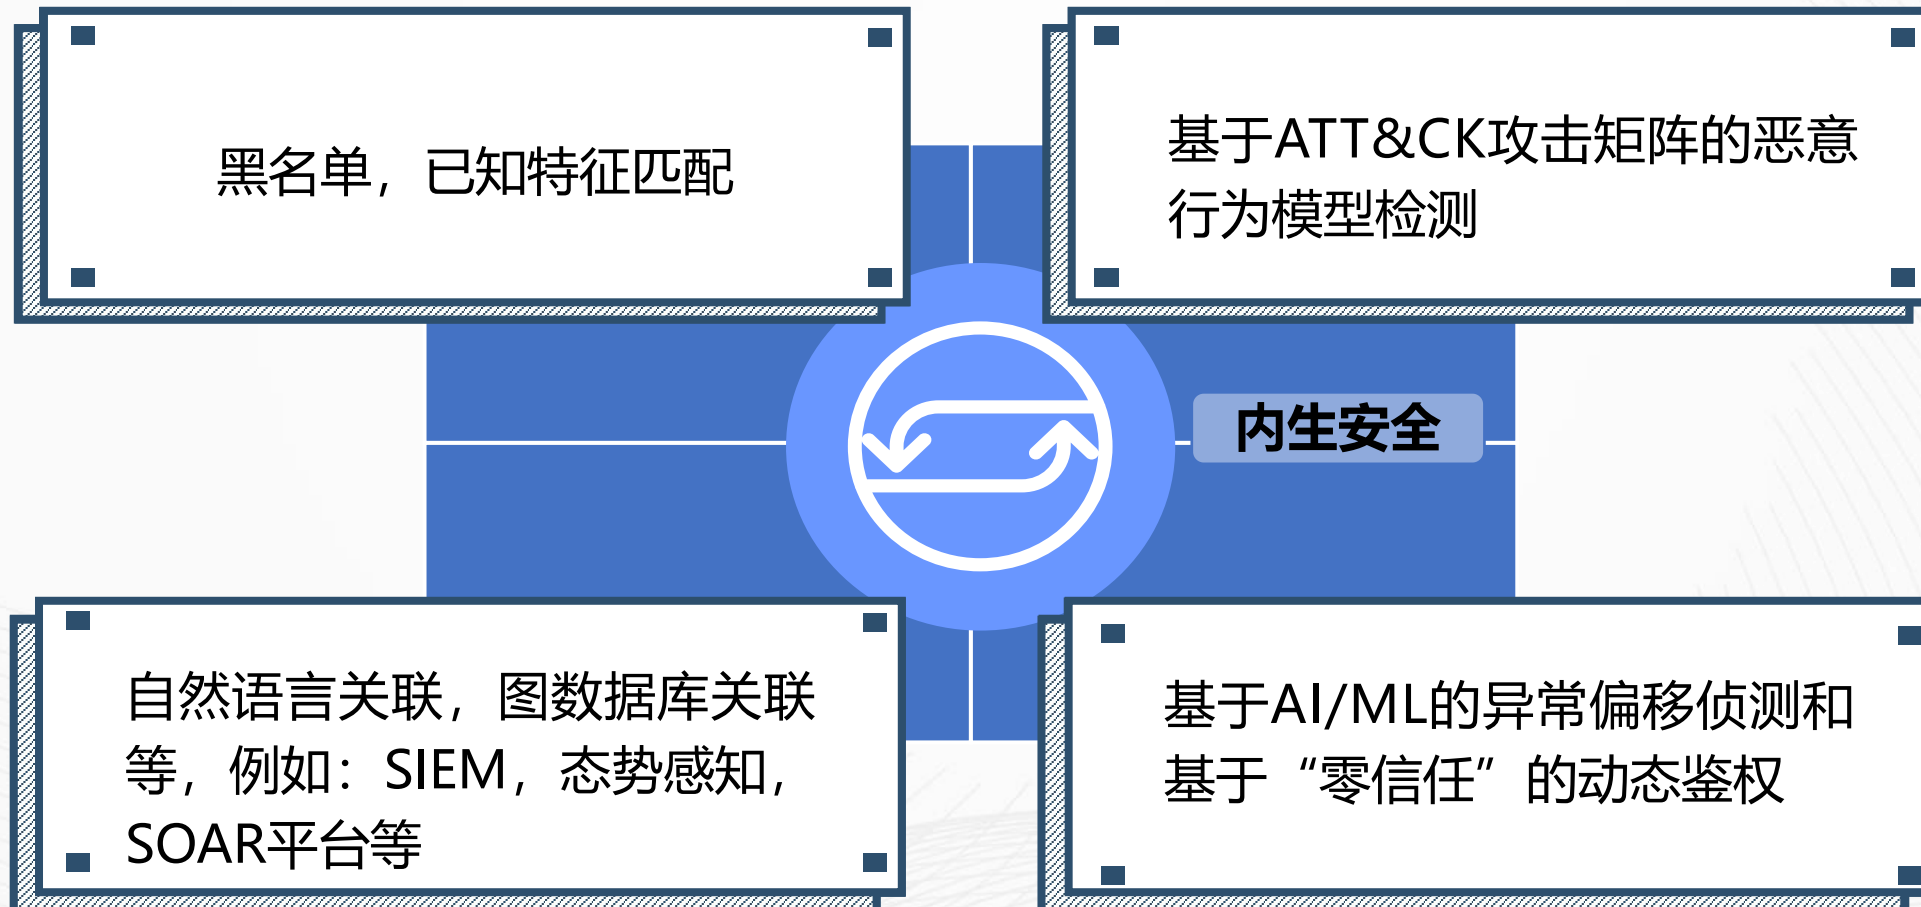 黑名单，已知特征匹配
基于ATT&CK攻击矩阵的恶意
行为模型检测
内生安全
自然语言关联，图数据库关联
等，例如：SIEM，态势感知，
SOAR平台等
基于AI/ML的异常偏移侦测和
基于“零信任”的动态鉴权